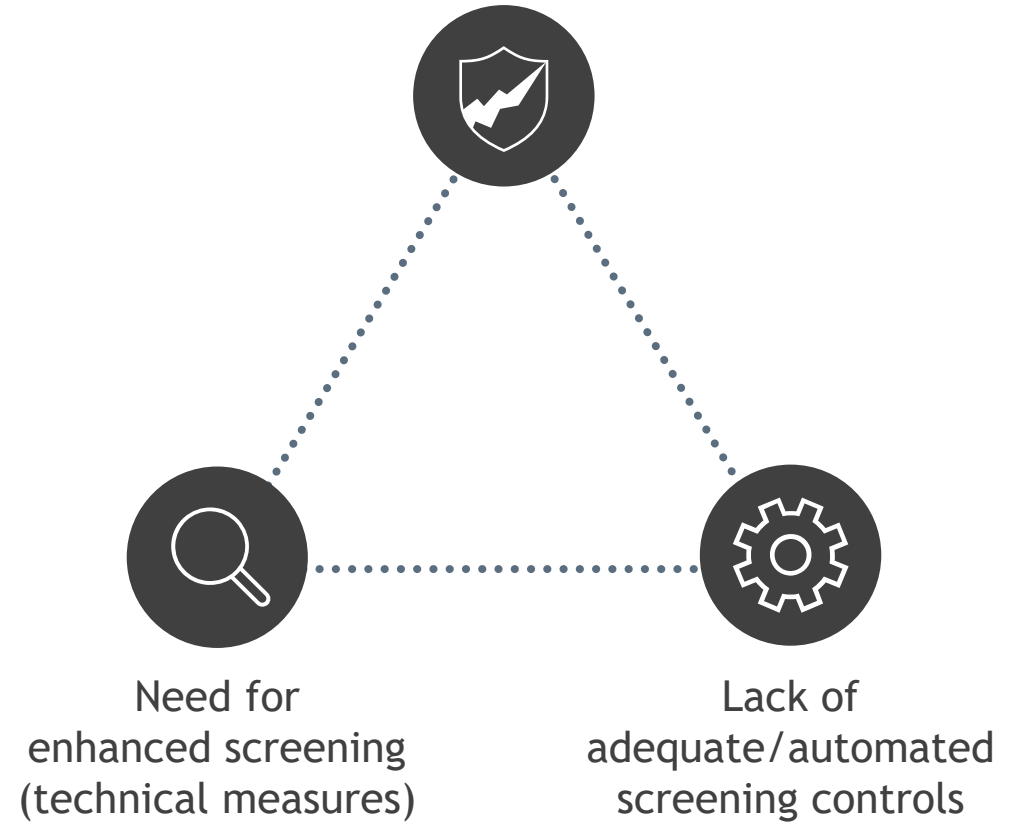 Need for
enhanced screening
(technical measures)
Lack of
adequate/automated
screening controls